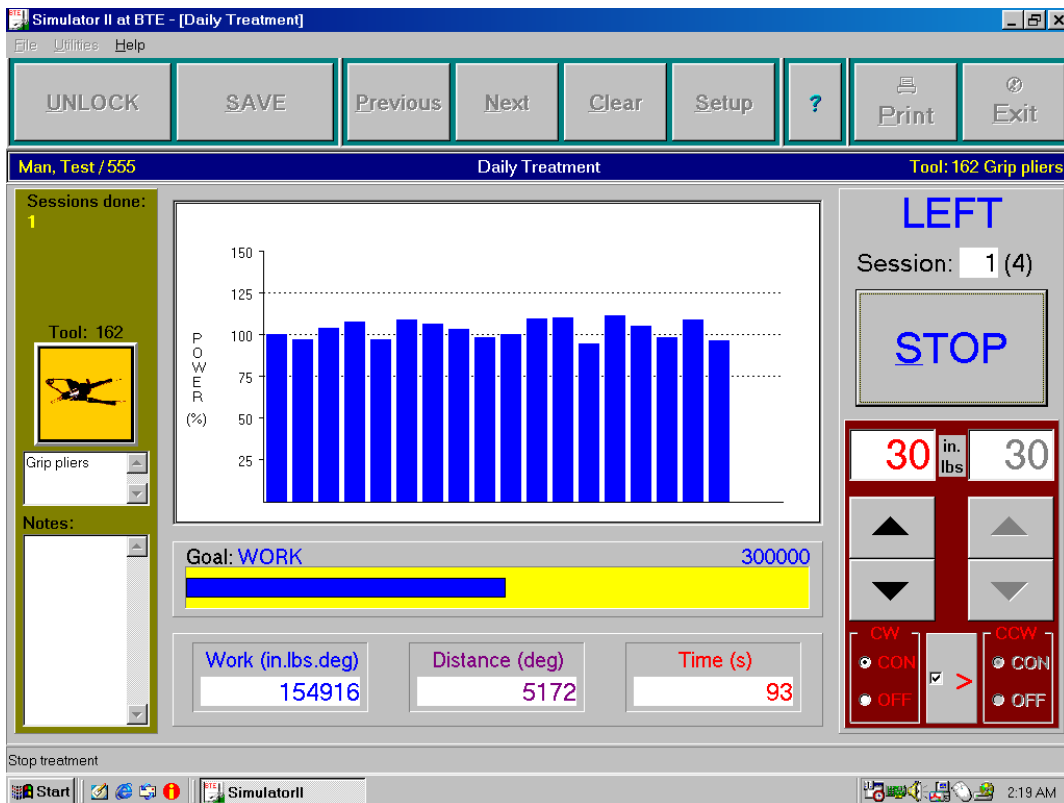 BTE Simulator II at BTE - [Daily Treatment]
File Utilities Help
UNLOCK SAVE Previous Next Clear Setup ? Print Exit
Man, Test / 555 Daily Treatment Tool: 162 Grip pliers
Sessions done:
1
Tool: 162
Grip pliers
Notes:
POWER
(%)
150
125
100
75
50
25
Goal: WORK 300000
Work (in.lbs.deg) Distance (deg) Time (s)
154916 5172 93
LEFT
Session: 1 (4)
STOP
30 in. lbs 30
CW CCW
CON > CON
OFF OFF
Stop treatment
Start BTE SimulatorII 2:19 AM